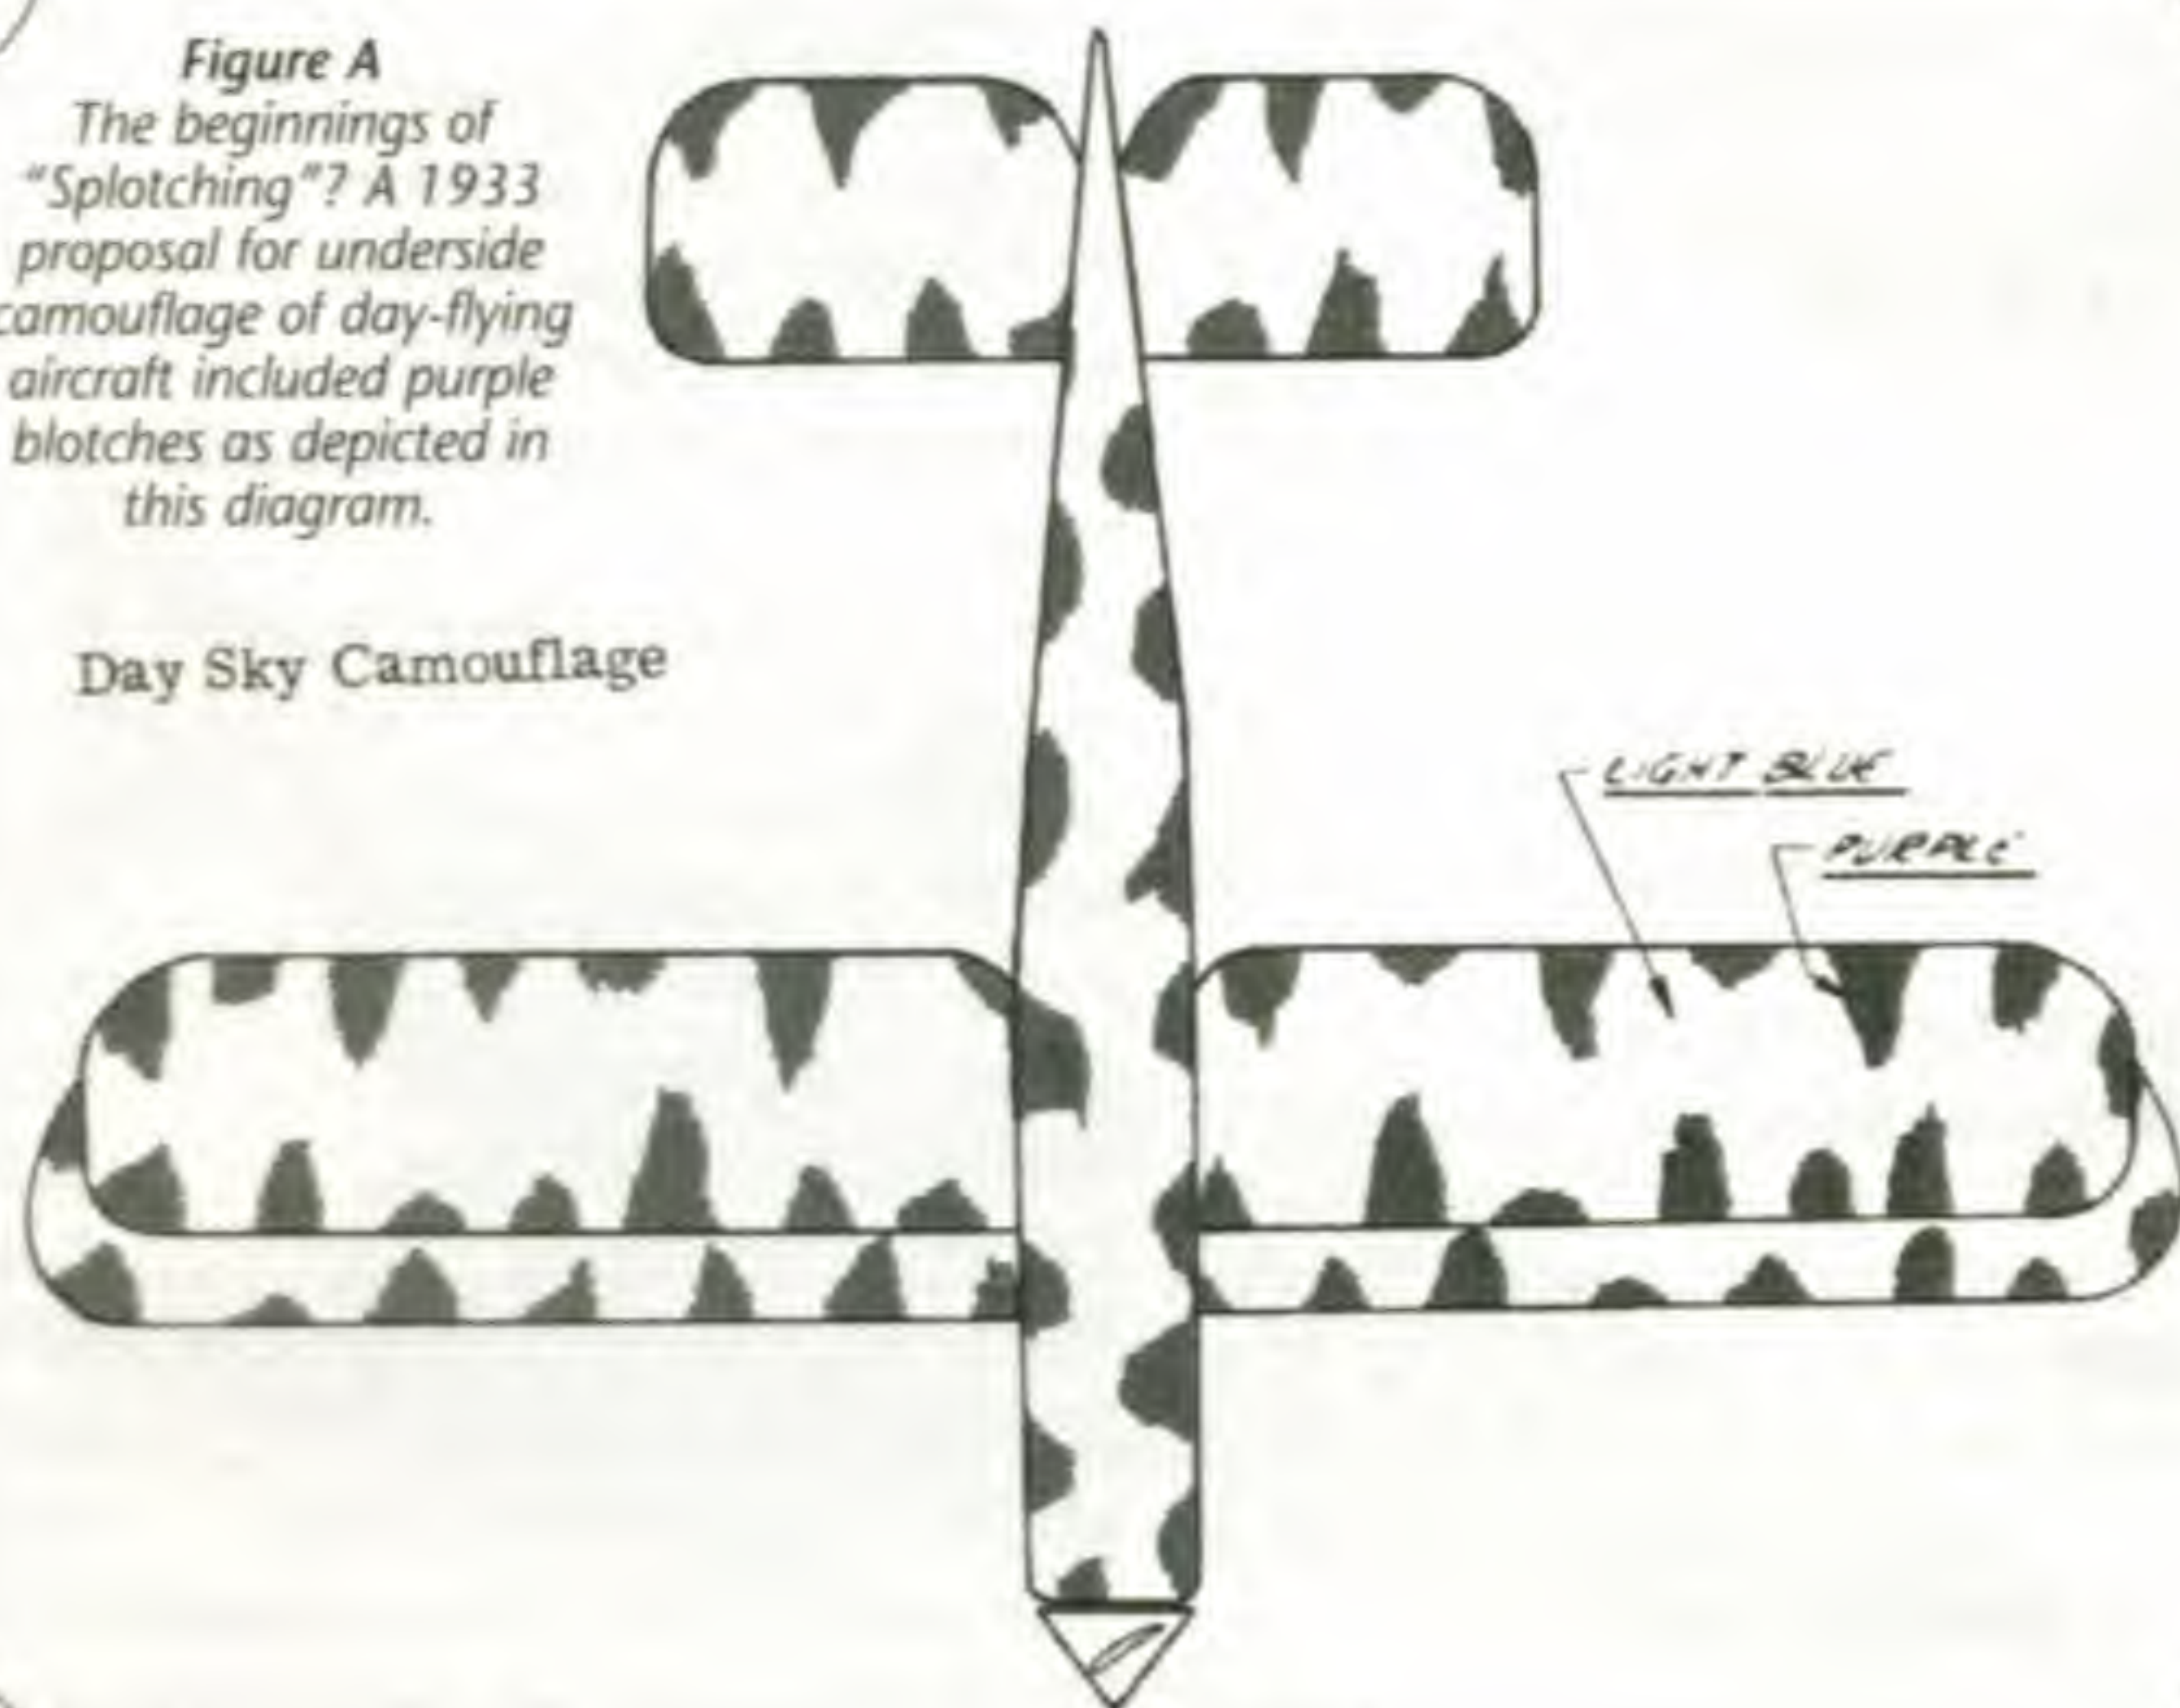 Figure A
The beginnings of
"Splotching"? A 1933
proposal for underside
camouflage of day-flying
aircraft included purple
blotches as depicted in
this diagram.
Day Sky Camouflage
LIGHT BLUE
PURPLE